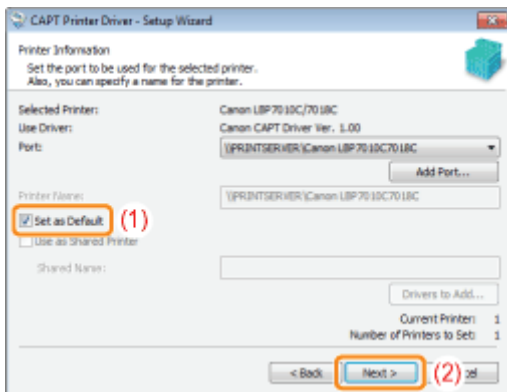 CAPT Printer Driver - Setup Wizard
Printer Information
Set the port to be used for the selected printer.
Also, you can specify a name for the printer.
Selected Printer: Canon LBP7010C/7018C
Use Driver: Canon CAPT Driver Ver. 1.00
Port: \\PRINTSERVER\Canon LBP7010C7018C
Add Port...
Printer Name: \\PRINTSERVER\Canon LBP7010C7018C
Set as Default (1)
Use as Shared Printer
Shared Name:
Drivers to Add...
Current Printer: 1
Number of Printers to Set: 1
< Back Next > (2)